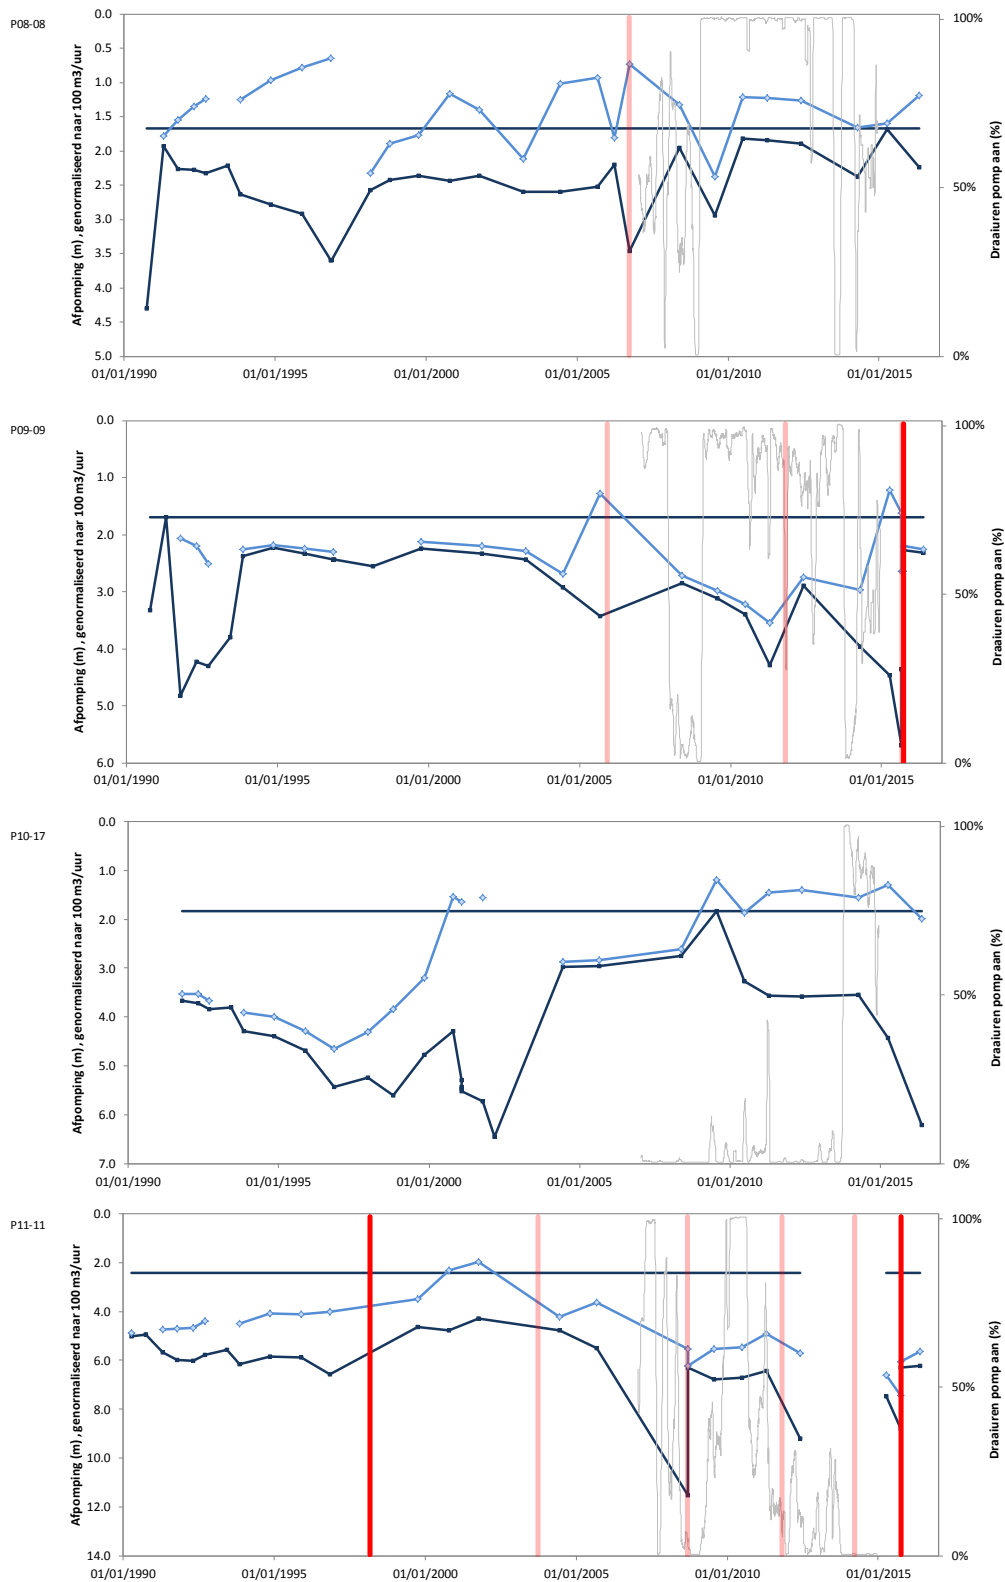 P08-08
0.0
0.5
1.0
1.5
2.0
2.5
3.0
3.5
4.0
4.5
5.0
Afpomping (m) , genormaliseerd naar 100 m3/uur
100%
50%
0%
Draaiuren pomp aan (%)
01/01/1990 01/01/1995 01/01/2000 01/01/2005 01/01/2010 01/01/2015
P09-09
0.0
1.0
2.0
3.0
4.0
5.0
6.0
Afpomping (m) , genormaliseerd naar 100 m3/uur
100%
50%
0%
Draaiuren pomp aan (%)
01/01/1990 01/01/1995 01/01/2000 01/01/2005 01/01/2010 01/01/2015
P10-17
0.0
1.0
2.0
3.0
4.0
5.0
6.0
7.0
Afpomping (m) , genormaliseerd naar 100 m3/uur
100%
50%
0%
Draaiuren pomp aan (%)
01/01/1990 01/01/1995 01/01/2000 01/01/2005 01/01/2010 01/01/2015
P11-11
0.0
2.0
4.0
6.0
8.0
10.0
12.0
14.0
Afpomping (m) , genormaliseerd naar 100 m3/uur
100%
50%
0%
Draaiuren pomp aan (%)
01/01/1990 01/01/1995 01/01/2000 01/01/2005 01/01/2010 01/01/2015